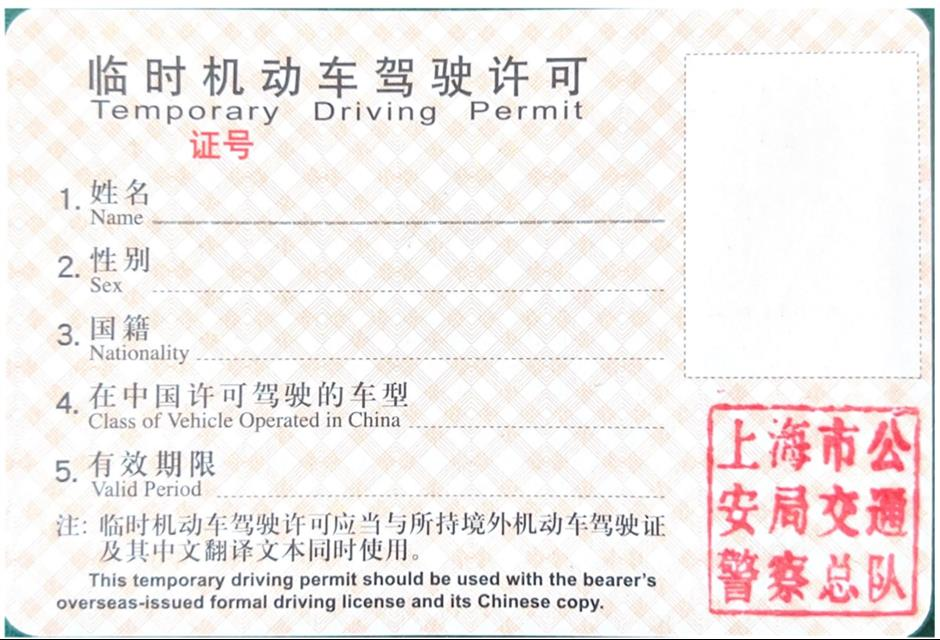 临时机动车驾驶许可
Temporary Driving Permit
证号
1. 姓名
Name
2. 性别
Sex
3. 国籍
Nationality
4. 在中国许可驾驶的车型
Class of Vehicle Operated in China
5. 有效期限
Valid Period
注: 临时机动车驾驶许可应当与所持境外机动车驾驶证
及其中文翻译文本同时使用。
This temporary driving permit should be used with the bearer's
overseas-issued formal driving license and its Chinese copy.
上海市公
安局交通
警察总队